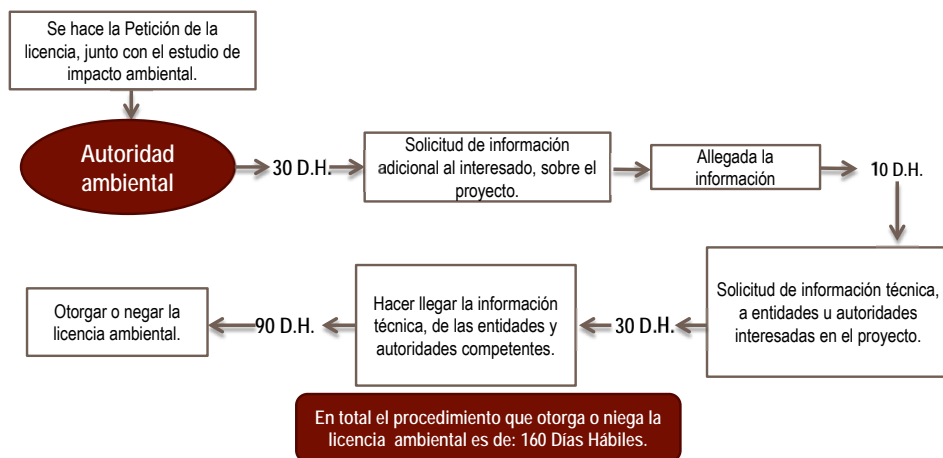 Se hace la Petición de la
licencia, junto con el estudio de
impacto ambiental.
Autoridad
ambiental
30 D.H.
Solicitud de información
adicional al interesado, sobre el
proyecto.
Allegada la
información
10 D.H.
Solicitud de información técnica,
a entidades u autoridades
interesadas en el proyecto.
30 D.H.
Hacer llegar la información
técnica, de las entidades y
autoridades competentes.
90 D.H.
Otorgar o negar la
licencia ambiental.
En total el procedimiento que otorga o niega la
licencia ambiental es de: 160 Días Hábiles.